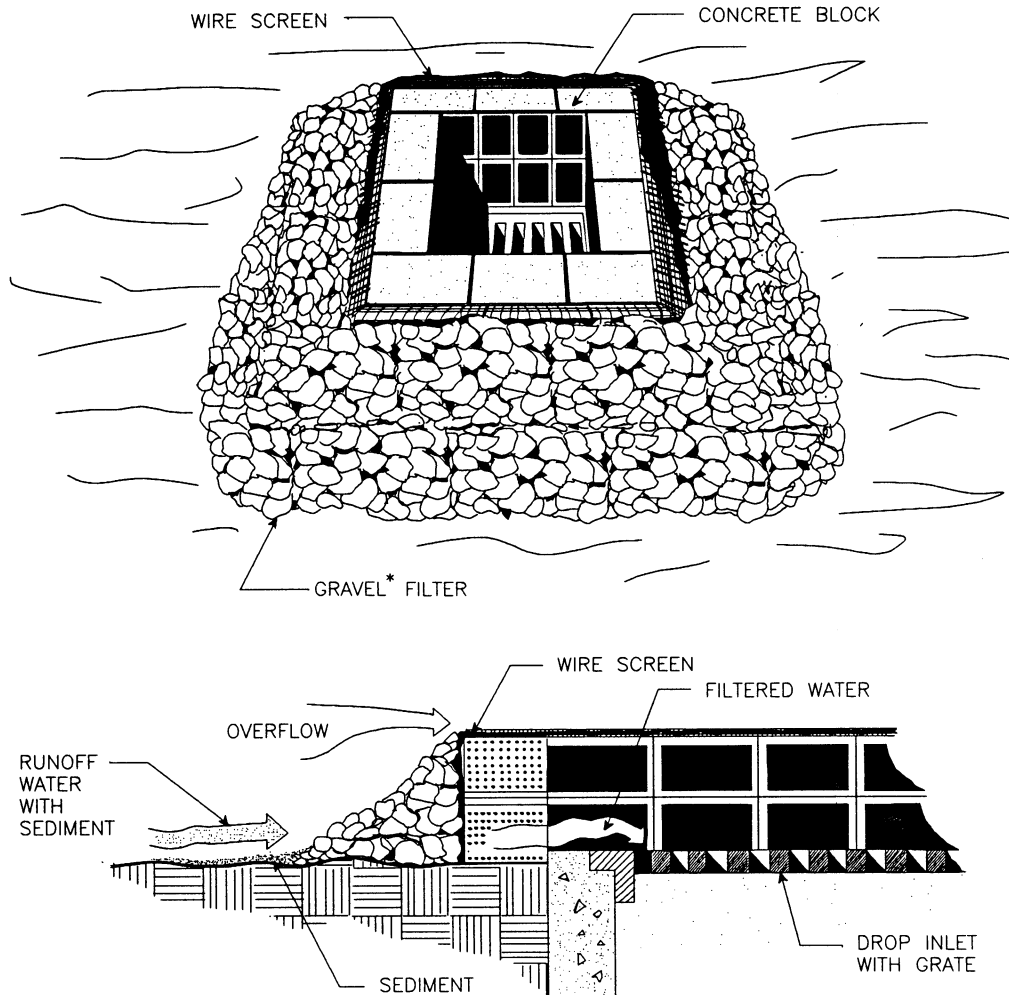 WIRE SCREEN
CONCRETE BLOCK
GRAVEL* FILTER
WIRE SCREEN
FILTERED WATER
OVERFLOW
RUNOFF
WATER
WITH
SEDIMENT
DROP INLET
WITH GRATE
SEDIMENT